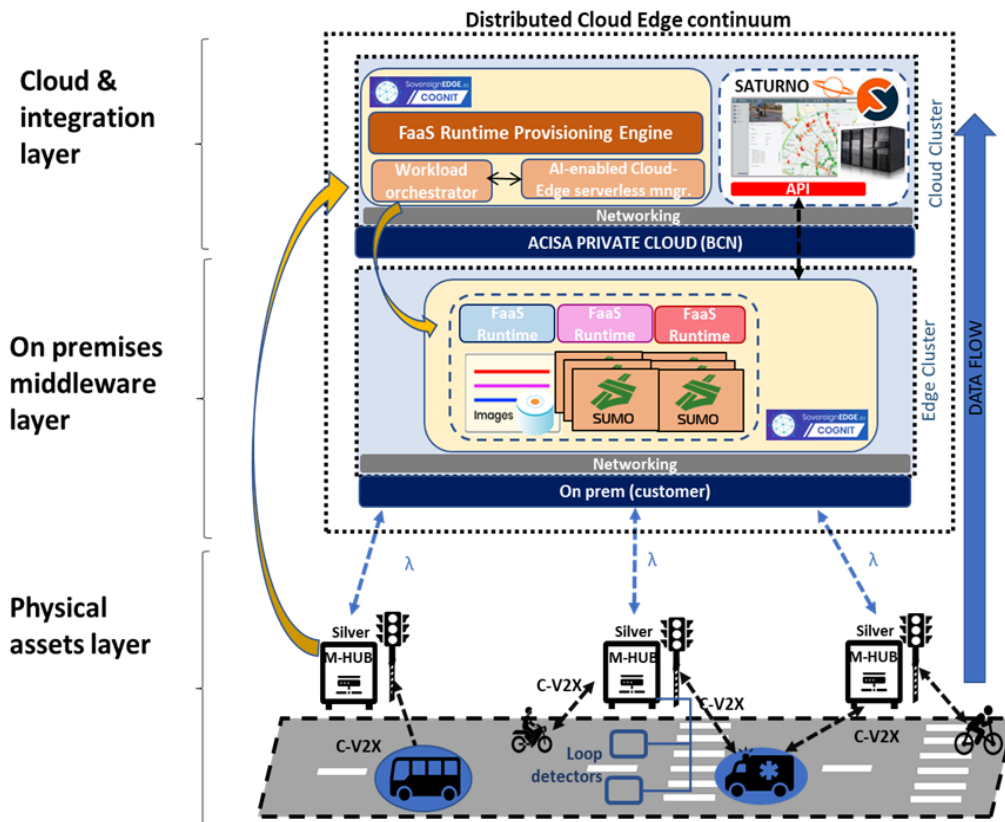 Distributed Cloud Edge continuum
Cloud &
integration
layer
SovereignEDGE.eu
COGNIT
FaaS Runtime Provisioning Engine
Workload
orchestrator
AI-enabled Cloud-
Edge serverless mngr.
SATURNO
API
Networking
ACISA PRIVATE CLOUD (BCN)
Cloud Cluster
On premises
middleware
layer
FaaS
Runtime
FaaS
Runtime
FaaS
Runtime
Images
SUMO
SUMO
SovereignEDGE.eu
COGNIT
Networking
On prem (customer)
Edge Cluster
DATA FLOW
λ
λ
λ
Physical
assets layer
Silver
M-HUB
Silver
M-HUB
Silver
M-HUB
C-V2X
C-V2X
C-V2X
C-V2X
Loop
detectors